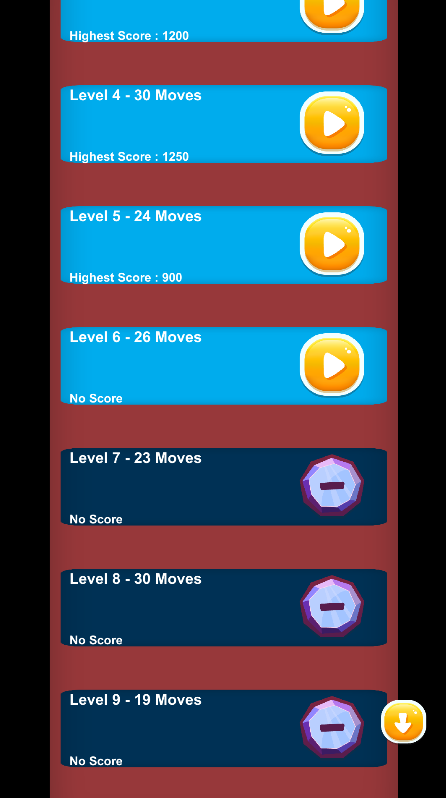 Highest Score : 1200
Level 4 - 30 Moves
Highest Score : 1250
Level 5 - 24 Moves
Highest Score : 900
Level 6 - 26 Moves
No Score
Level 7 - 23 Moves
No Score
Level 8 - 30 Moves
No Score
Level 9 - 19 Moves
No Score